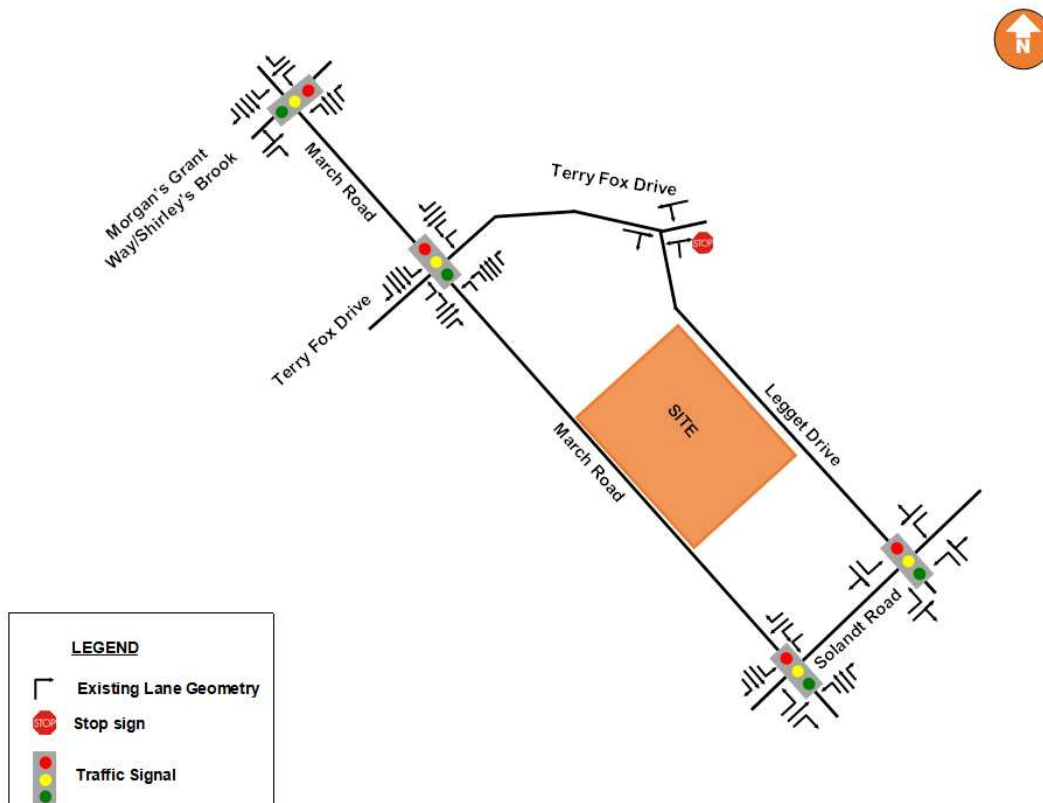 N
Morgan's Grant
Way/Shirley's Brook
March Road
Terry Fox Drive
STOP
Terry Fox Drive
SITE
Legget Drive
March Road
Solandt Road
LEGEND
Existing Lane Geometry
STOP
Stop sign
Traffic Signal